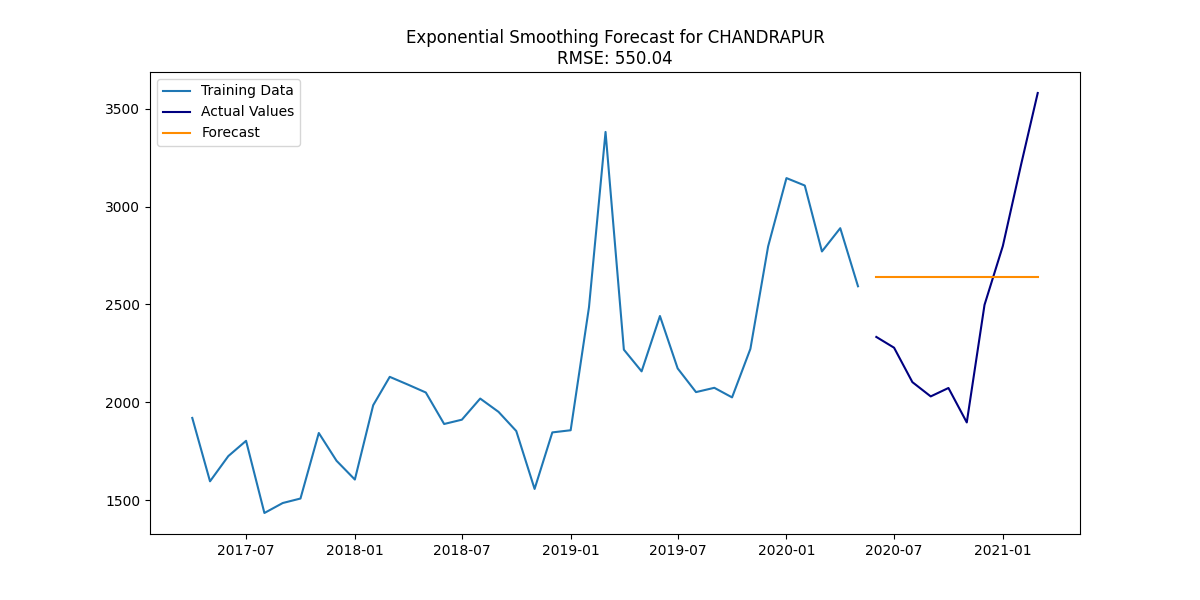 Exponential Smoothing Forecast for CHANDRAPUR
RMSE: 550.04
Training Data
Actual Values
Forecast
3500
3000
2500
2000
1500
2017-07
2018-01
2018-07
2019-01
2019-07
2020-01
2020-07
2021-01